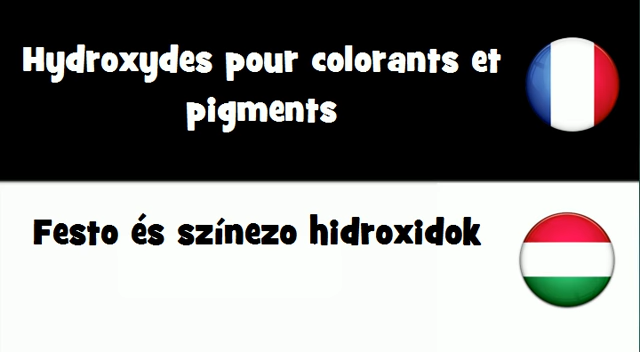 Hydroxydes pour colorants et
pigments
Festo és színezo hidroxidok